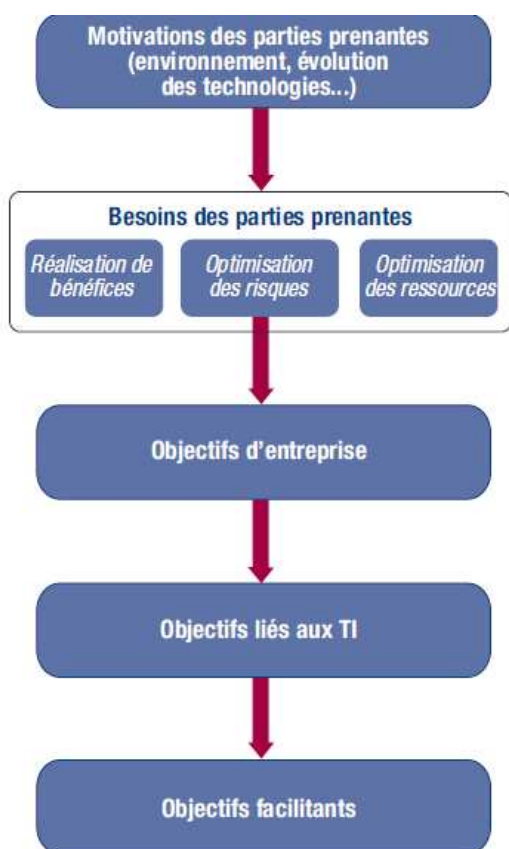 Motivations des parties prenantes
(environnement, évolution
des technologies...)
Besoins des parties prenantes
Réalisation de
bénéfices
Optimisation
des risques
Optimisation
des ressources
Objectifs d’entreprise
Objectifs liés aux TI
Objectifs facilitants